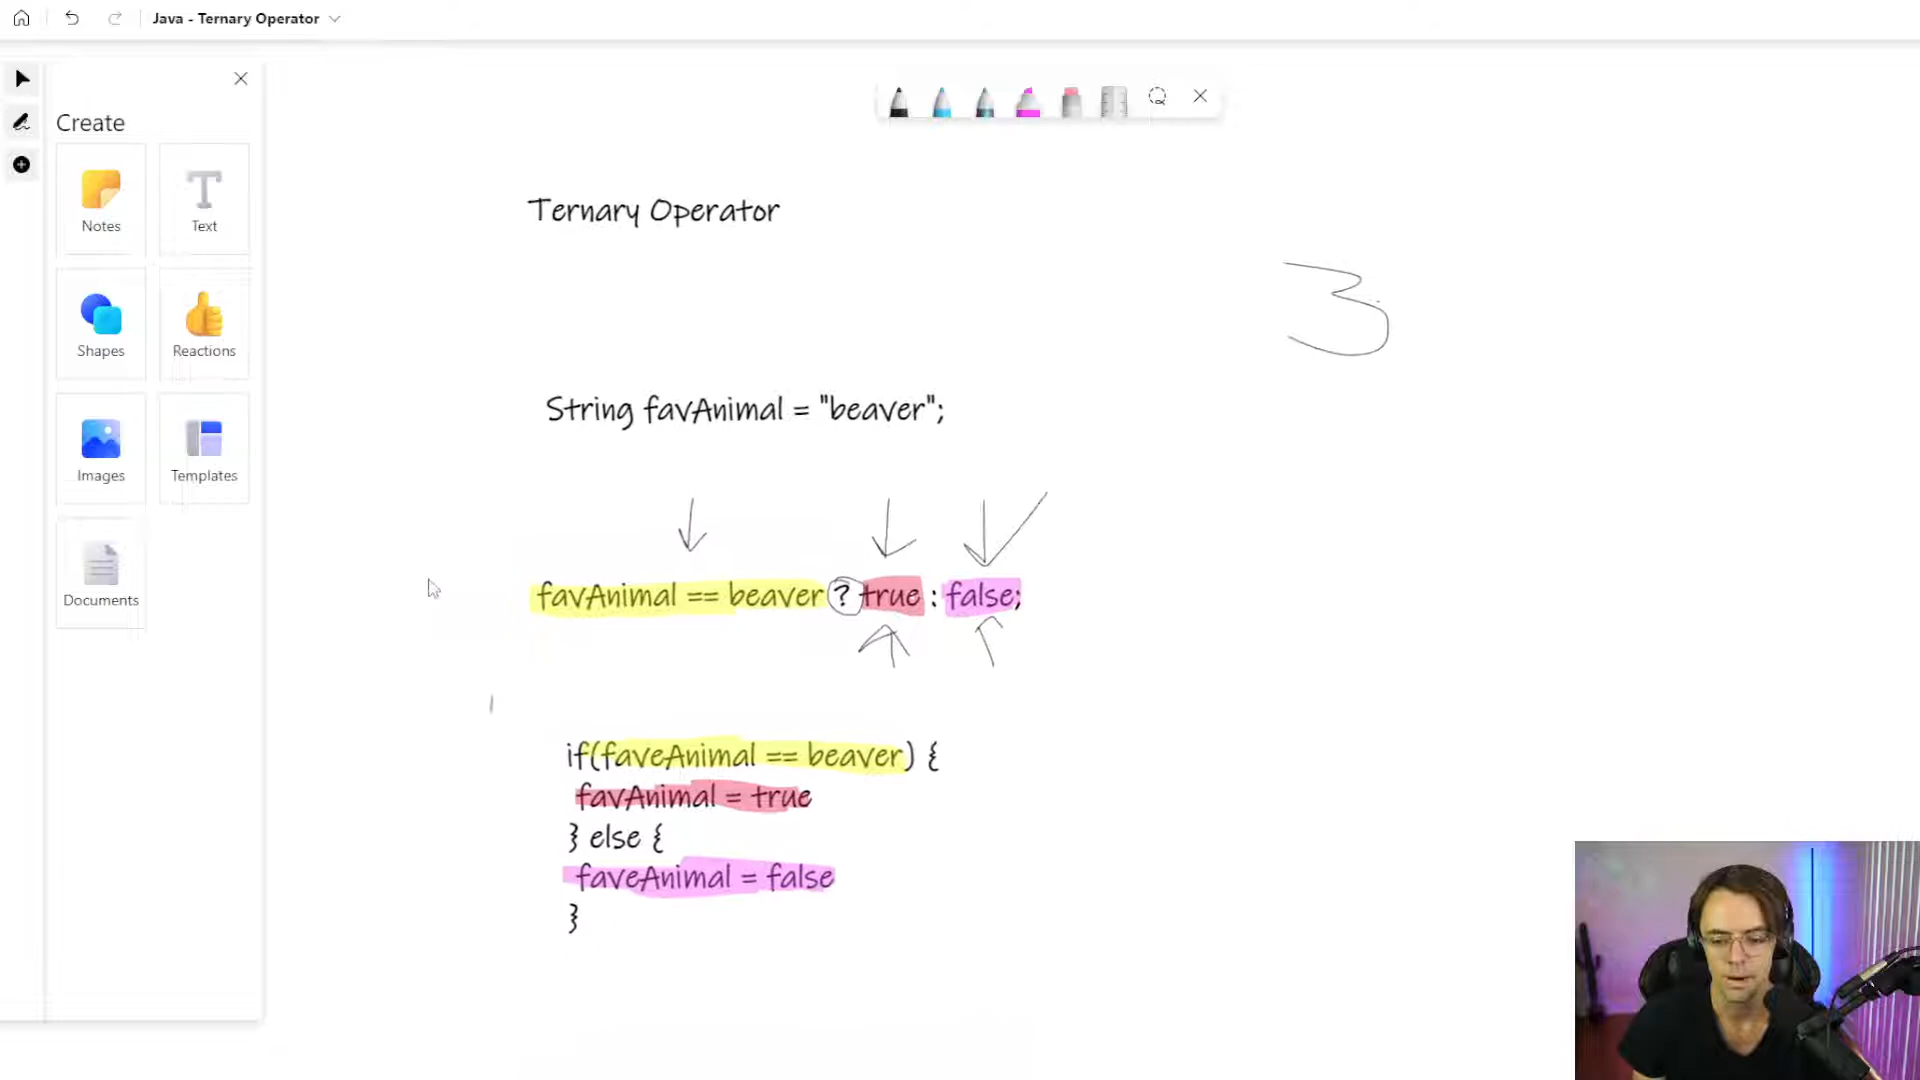 Java - Ternary Operator
Create
Notes
Text
Shapes
Reactions
Images
Templates
Documents
Ternary Operator
3
String favAnimal = "beaver";
favAnimal == beaver ? true : false;
if(faveAnimal == beaver) {
favAnimal = true
} else {
faveAnimal = false
}